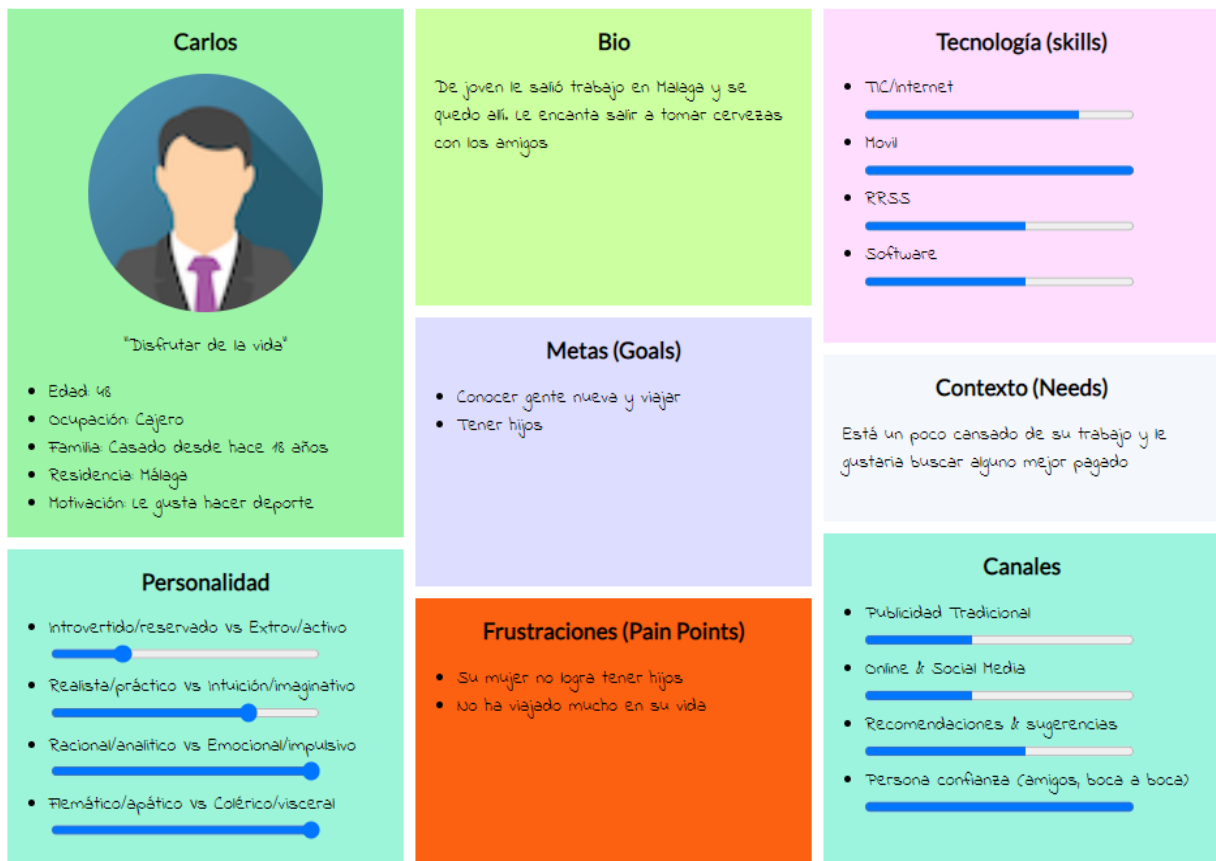 Carlos
"Disfrutar de la vida"
Edad: 48
Ocupación: Cajero
Familia: Casado desde hace 18 años
Residencia: Málaga
Motivación: Le gusta hacer deporte
Personalidad
Introvertido/reservado Vs Extrov/activo
Realista/práctico Vs Intuición/imaginativo
Racional/analítico Vs Emocional/impulsivo
Flemático/apático Vs Colérico/visceral
Bio
De joven le salió trabajo en Malaga y se
quedo allí. Le encanta salir a tomar cervezas
con los amigos
Metas (Goals)
Conocer gente nueva y viajar
Tener hijos
Frustraciones (Pain Points)
Su mujer no logra tener hijos
No ha viajado mucho en su vida
Tecnología (skills)
TIC/Internet
Movil
RRSS
Software
Contexto (Needs)
Está un poco cansado de su trabajo y le
gustaria buscar alguno mejor pagado
Canales
Publicidad Tradicional
Online & Social Media
Recomendaciones & sugerencias
Persona confianza (amigos, boca a boca)